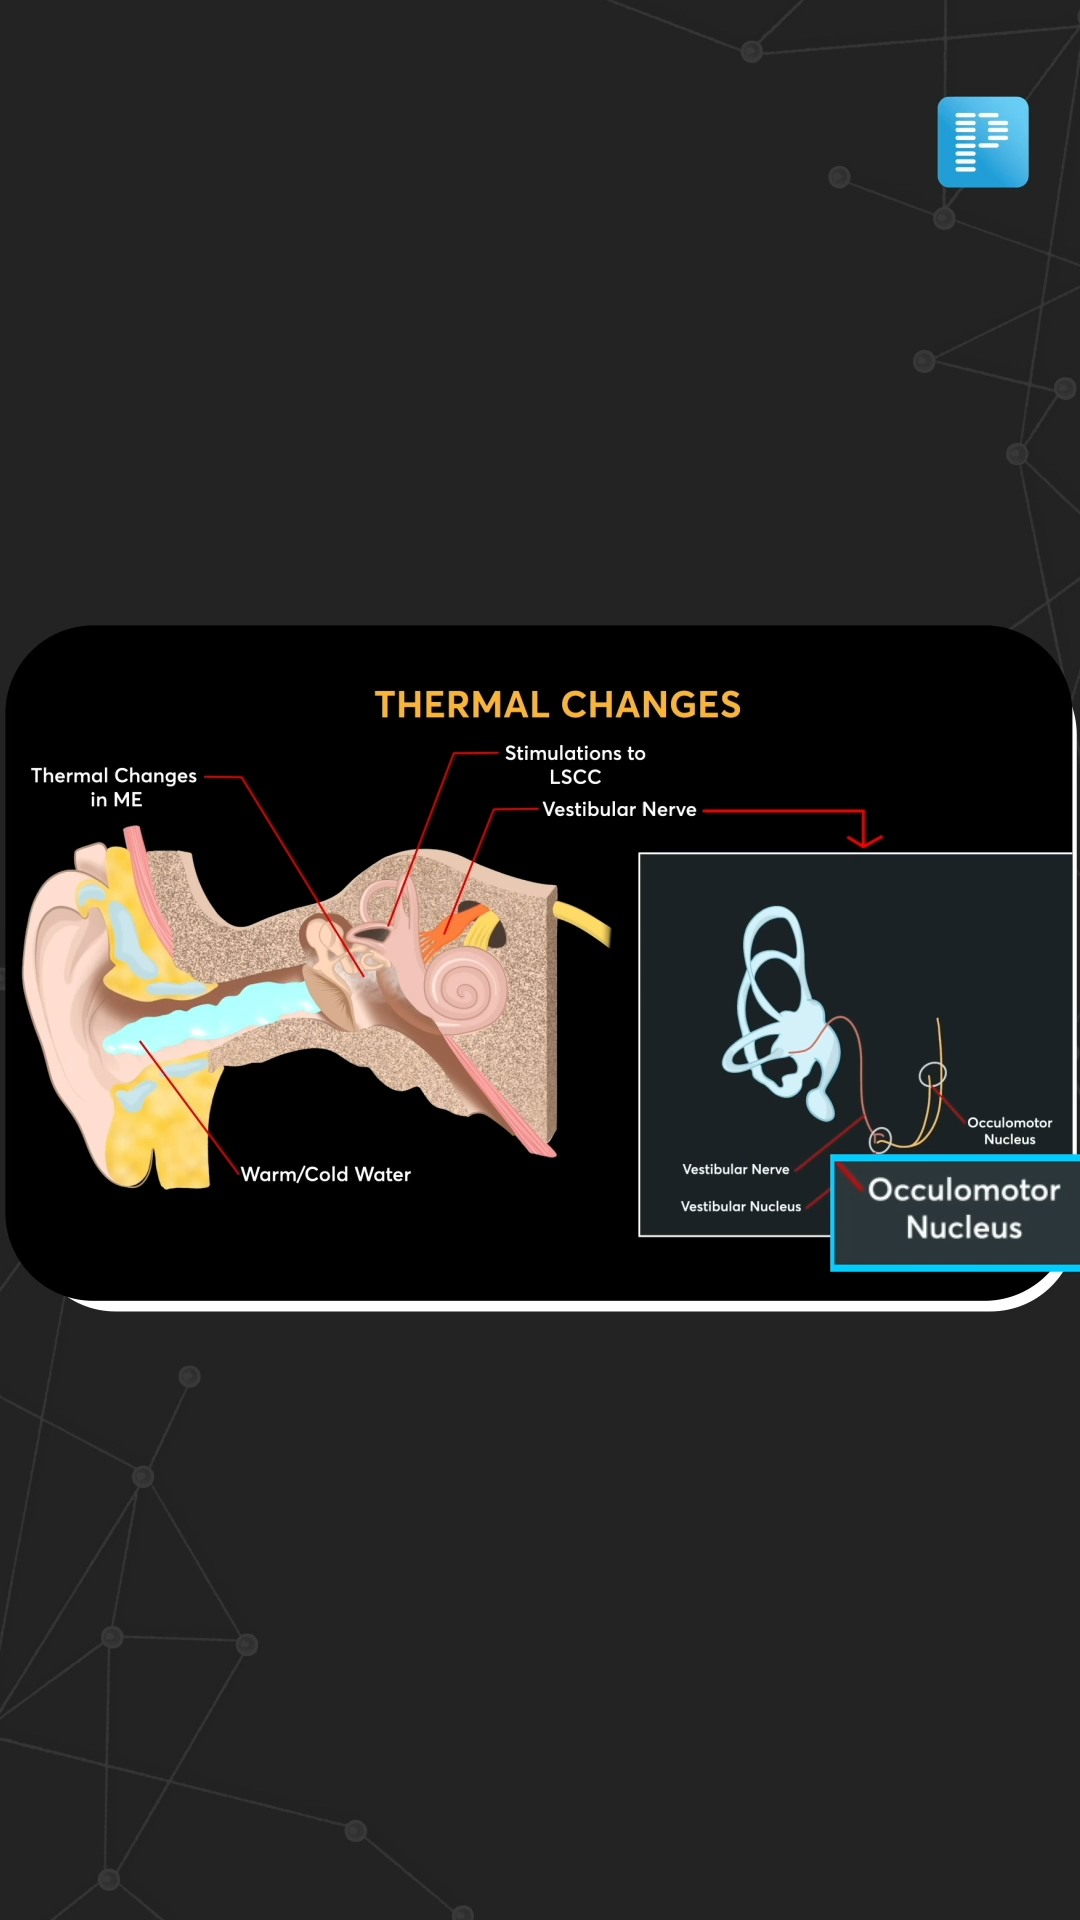 THERMAL CHANGES
Thermal Changes
in ME
Stimulations to
LSCC
Vestibular Nerve
Warm/Cold Water
Occulomotor
Nucleus
Vestibular Nerve
Vestibular Nucleus
Occulomotor
Nucleus